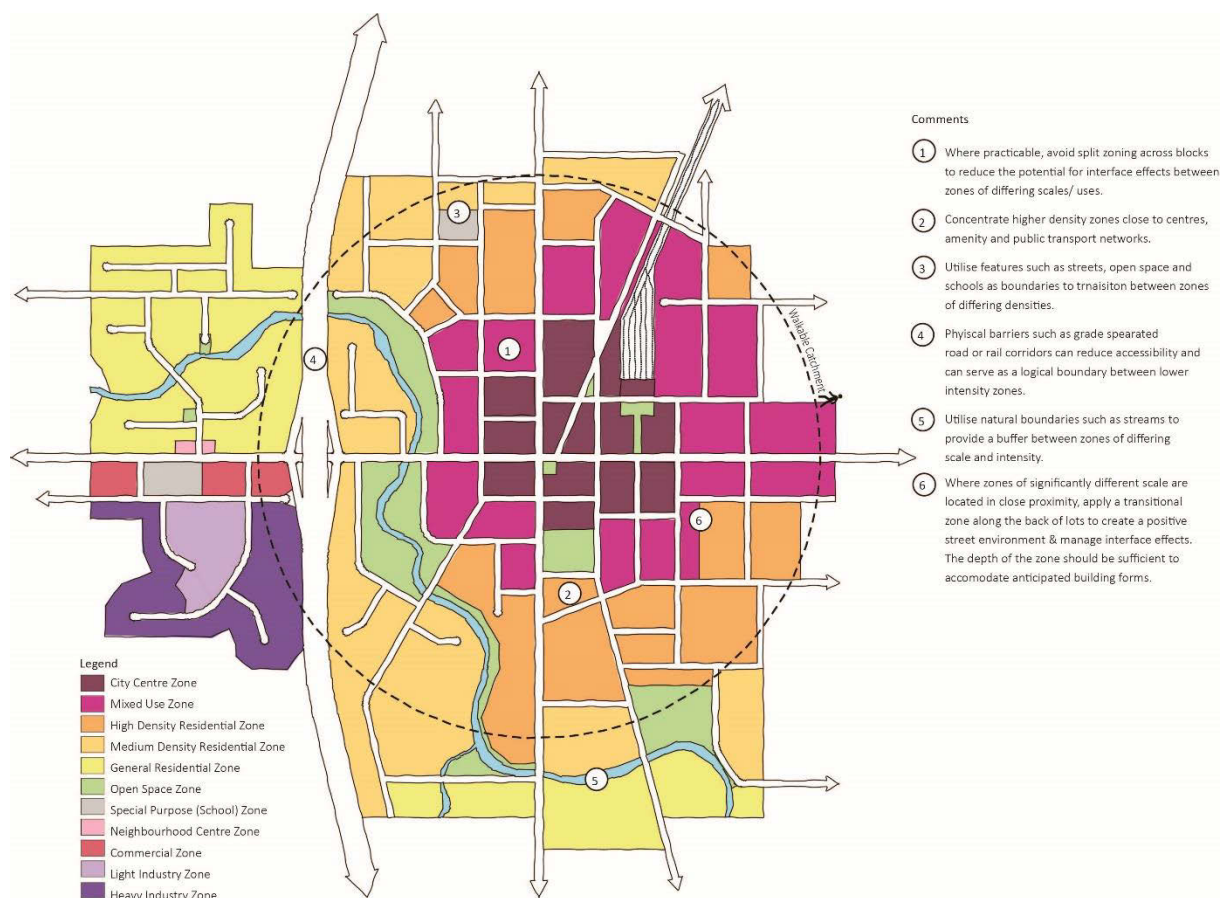 Comments
1 Where practicable, avoid split zoning across blocks
to reduce the potential for interface effects between
zones of differing scales/ uses.
2 Concentrate higher density zones close to centres,
amenity and public transport networks.
3 Utilise features such as streets, open space and
schools as boundaries to trnaisiton between zones
of differing densities.
4 Phyiscal barriers such as grade spearated
road or rail corridors can reduce accessibility and
can serve as a logical boundary between lower
intensity zones.
5 Utilise natural boundaries such as streams to
provide a buffer between zones of differing
scale and intensity.
6 Where zones of significantly different scale are
located in close proximity, apply a transitional
zone along the back of lots to create a positive
street environment & manage interface effects.
The depth of the zone should be sufficient to
accomodate anticipated building forms.
3
1
4
Walkable Catchment
6
2
5
Legend
City Centre Zone
Mixed Use Zone
High Density Residential Zone
Medium Density Residential Zone
General Residential Zone
Open Space Zone
Special Purpose (School) Zone
Neighbourhood Centre Zone
Commercial Zone
Light Industry Zone
Heavy Industry Zone